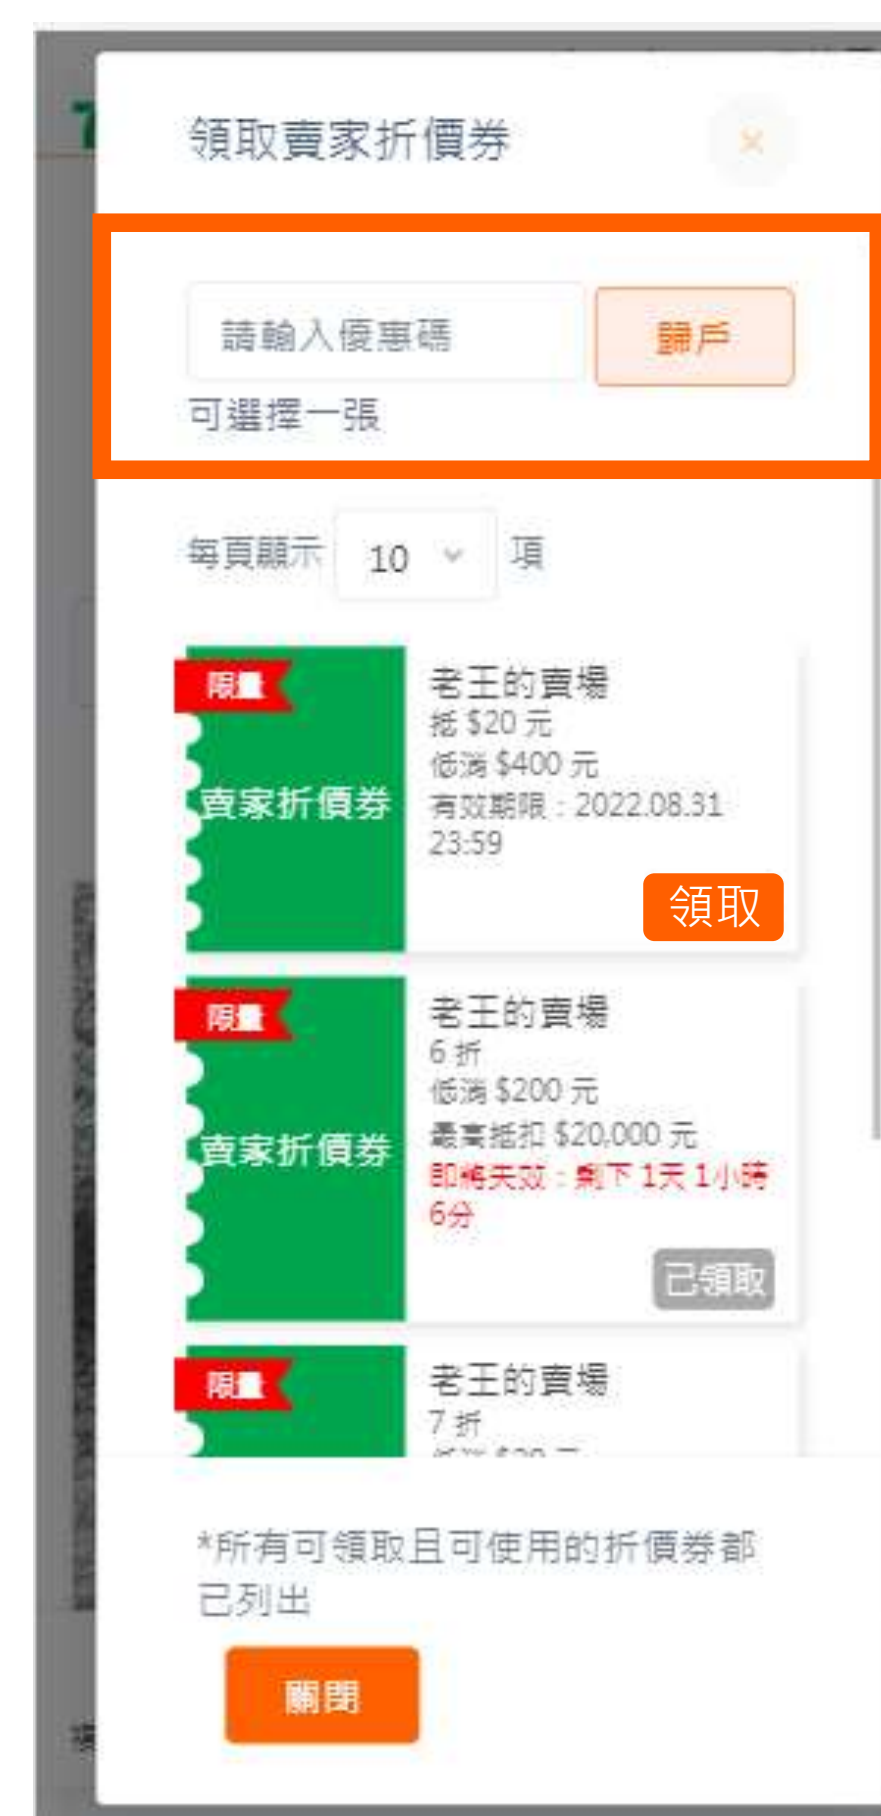 領取賣家折價券
×
請輸入優惠碼
歸戶
可選擇一張
每頁顯示 10 項
限量
賣家折價券
老王的賣場
抵 $20 元
低消 $400 元
有效期限：2022.08.31
23:59
領取
限量
賣家折價券
老王的賣場
6 折
低消 $200 元
最高抵扣 $20,000 元
即將失效：剩下 1天 1小時
6分
已領取
限量
老王的賣場
7 折
*所有可領取且可使用的折價券都
已列出
關閉